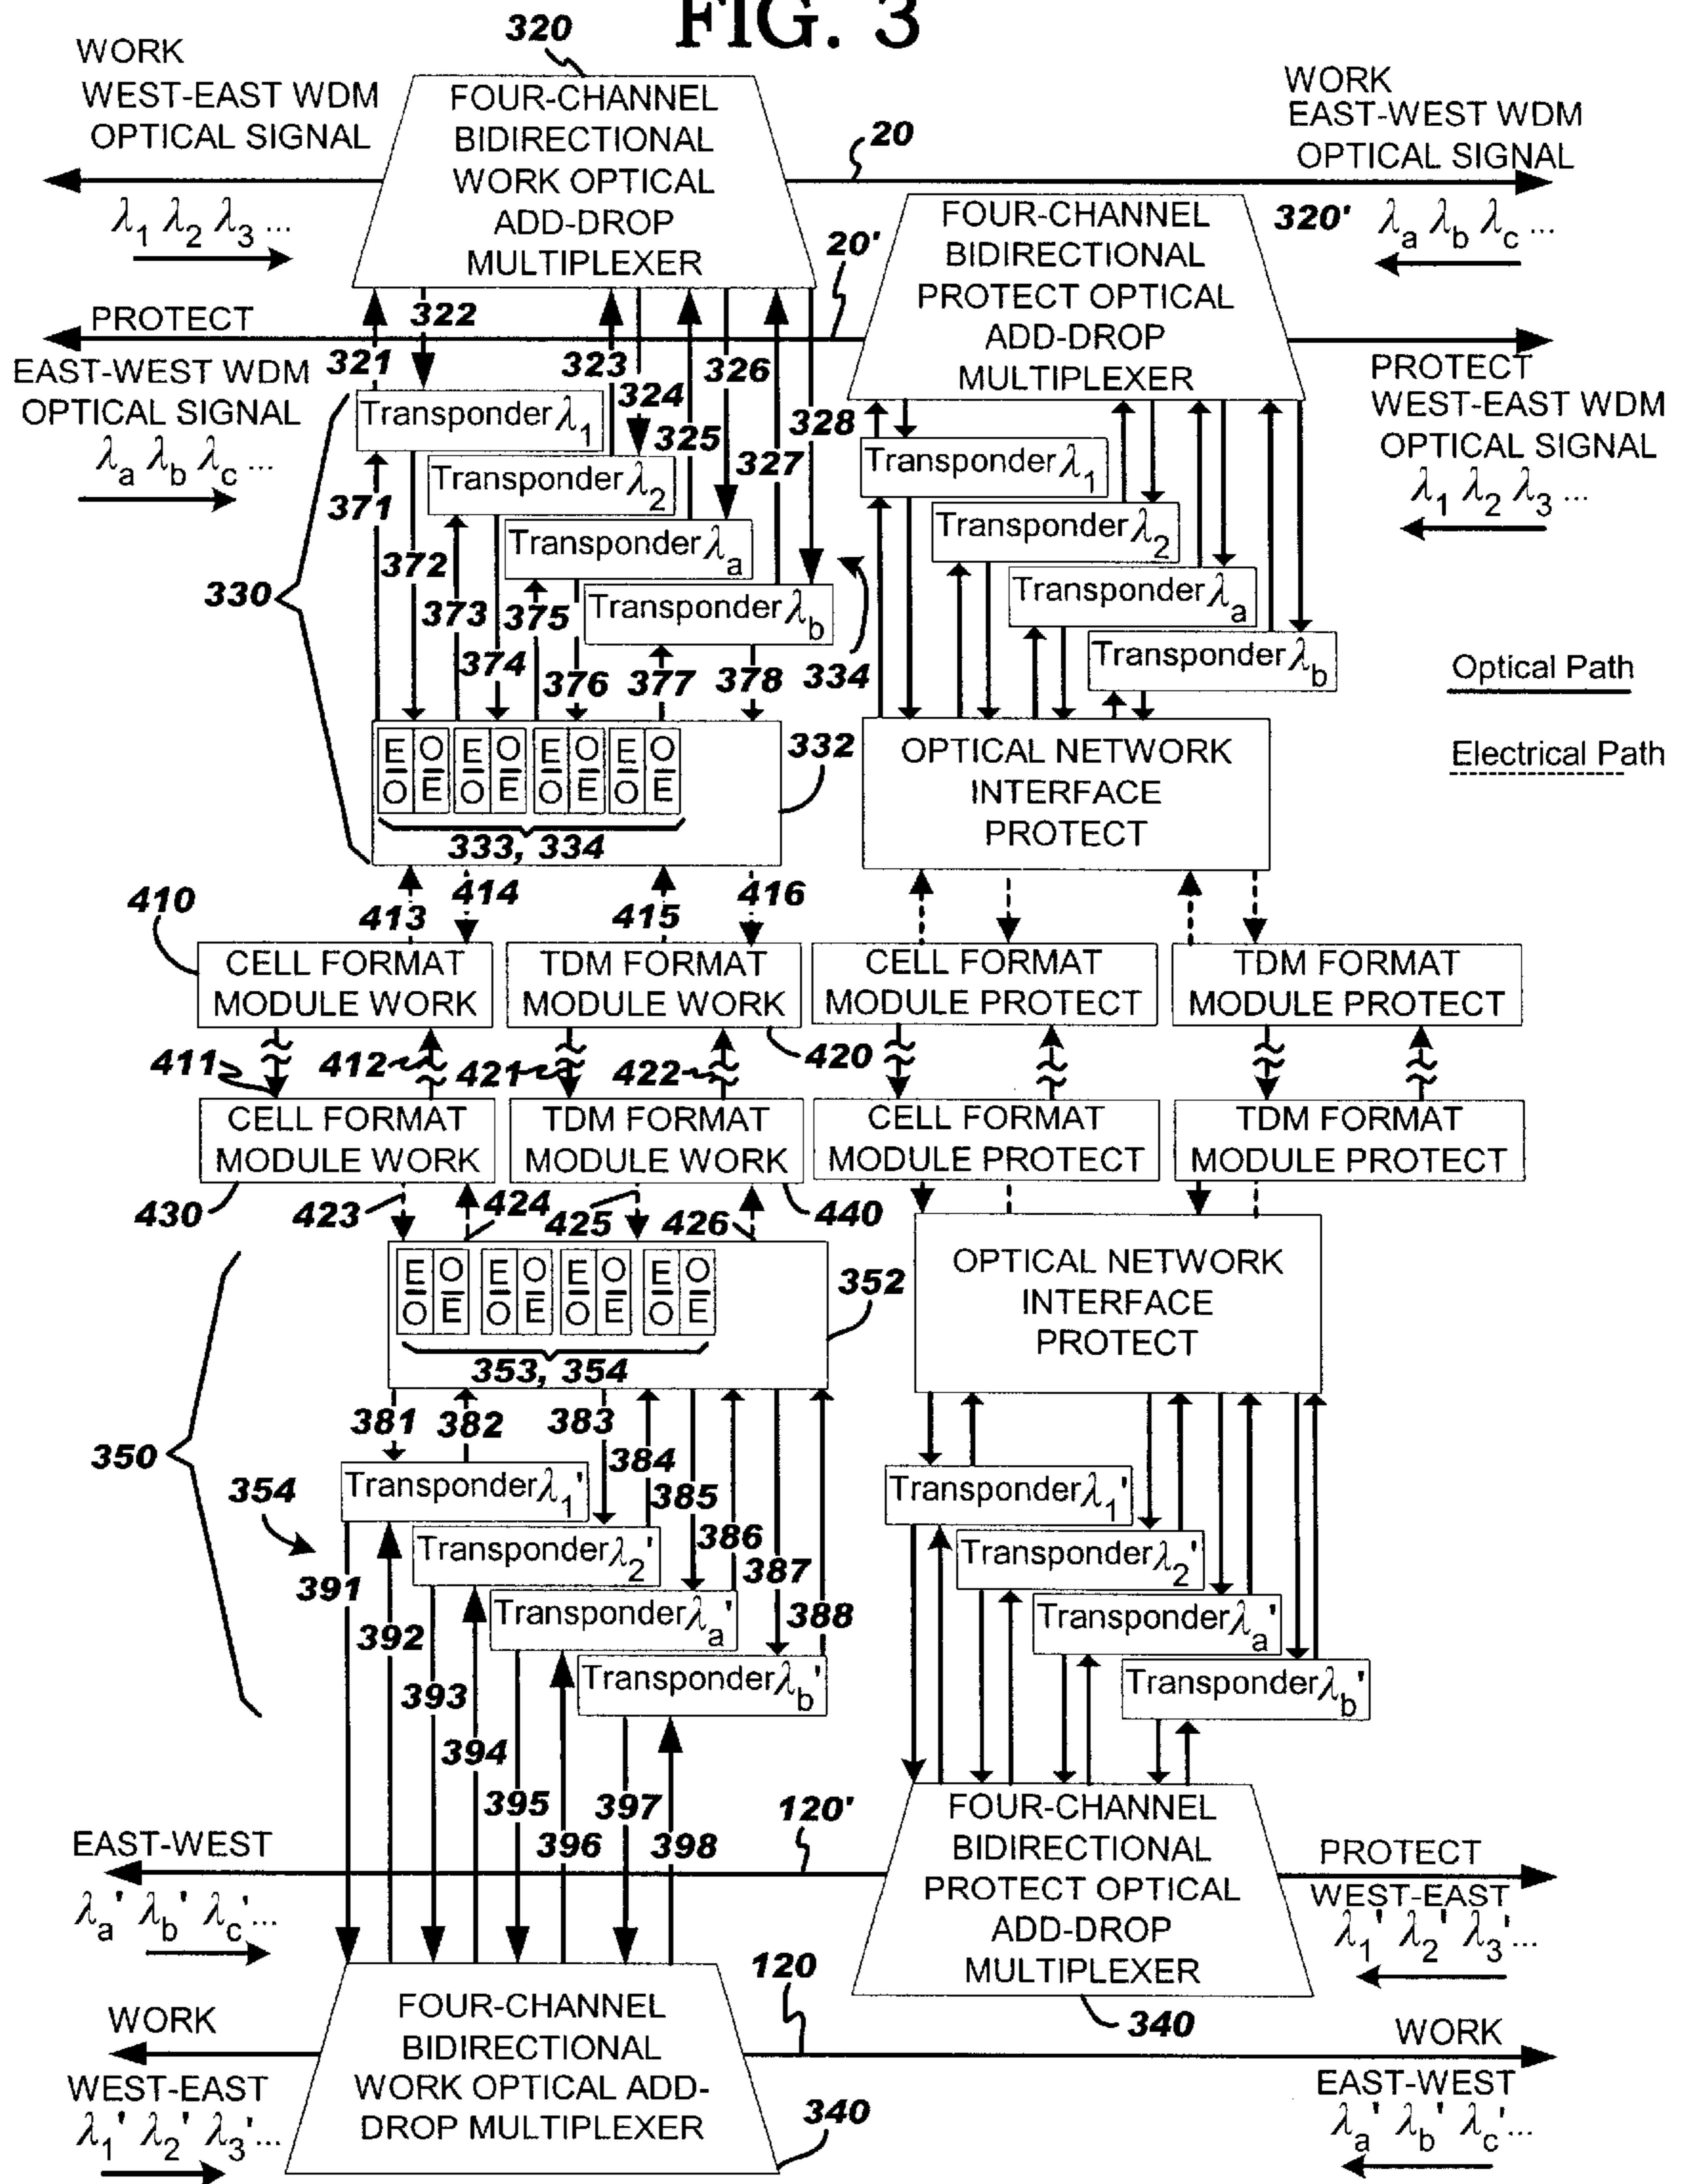 FIG. 3
320
WORK
WEST-EAST WDM
OPTICAL SIGNAL
λ1 λ2 λ3 ...
FOUR-CHANNEL
BIDIRECTIONAL
WORK OPTICAL
ADD-DROP
MULTIPLEXER
20
WORK
EAST-WEST WDM
OPTICAL SIGNAL
λa λb λc ...
320'
20'
FOUR-CHANNEL
BIDIRECTIONAL
PROTECT OPTICAL
ADD-DROP
MULTIPLEXER
PROTECT
EAST-WEST WDM
OPTICAL SIGNAL
λa λb λc ...
PROTECT
WEST-EAST WDM
OPTICAL SIGNAL
λ1 λ2 λ3 ...
321
322
323
324
325
326
327
328
Transponder λ1
Transponder λ2
Transponder λa
Transponder λb
Transponder λ1
Transponder λ2
Transponder λa
Transponder λb
330
371
372
373
374
375
376
377
378
334
Optical Path
Electrical Path
E O E O E O E O
O E O E O E O E
333, 334
332
OPTICAL NETWORK
INTERFACE
PROTECT
410
413
414
415
416
CELL FORMAT
MODULE WORK
TDM FORMAT
MODULE WORK
CELL FORMAT
MODULE PROTECT
TDM FORMAT
MODULE PROTECT
411
412
421
422
420
CELL FORMAT
MODULE WORK
TDM FORMAT
MODULE WORK
CELL FORMAT
MODULE PROTECT
TDM FORMAT
MODULE PROTECT
430
423
424
425
426
440
E O E O E O E O
O E O E O E O E
353, 354
352
OPTICAL NETWORK
INTERFACE
PROTECT
350
354
381
382
383
384
385
386
387
388
Transponder λ1'
Transponder λ2'
Transponder λa'
Transponder λb'
Transponder λ1'
Transponder λ2'
Transponder λa'
Transponder λb'
391
392
393
394
395
396
397
398
EAST-WEST
λa' λb' λc'...
120'
FOUR-CHANNEL
BIDIRECTIONAL
PROTECT OPTICAL
ADD-DROP
MULTIPLEXER
340
PROTECT
WEST-EAST
λ1' λ2' λ3'...
WORK
WEST-EAST
λ1' λ2' λ3'...
FOUR-CHANNEL
BIDIRECTIONAL
WORK OPTICAL ADD-
DROP MULTIPLEXER
340
120
WORK
EAST-WEST
λa' λb' λc'...